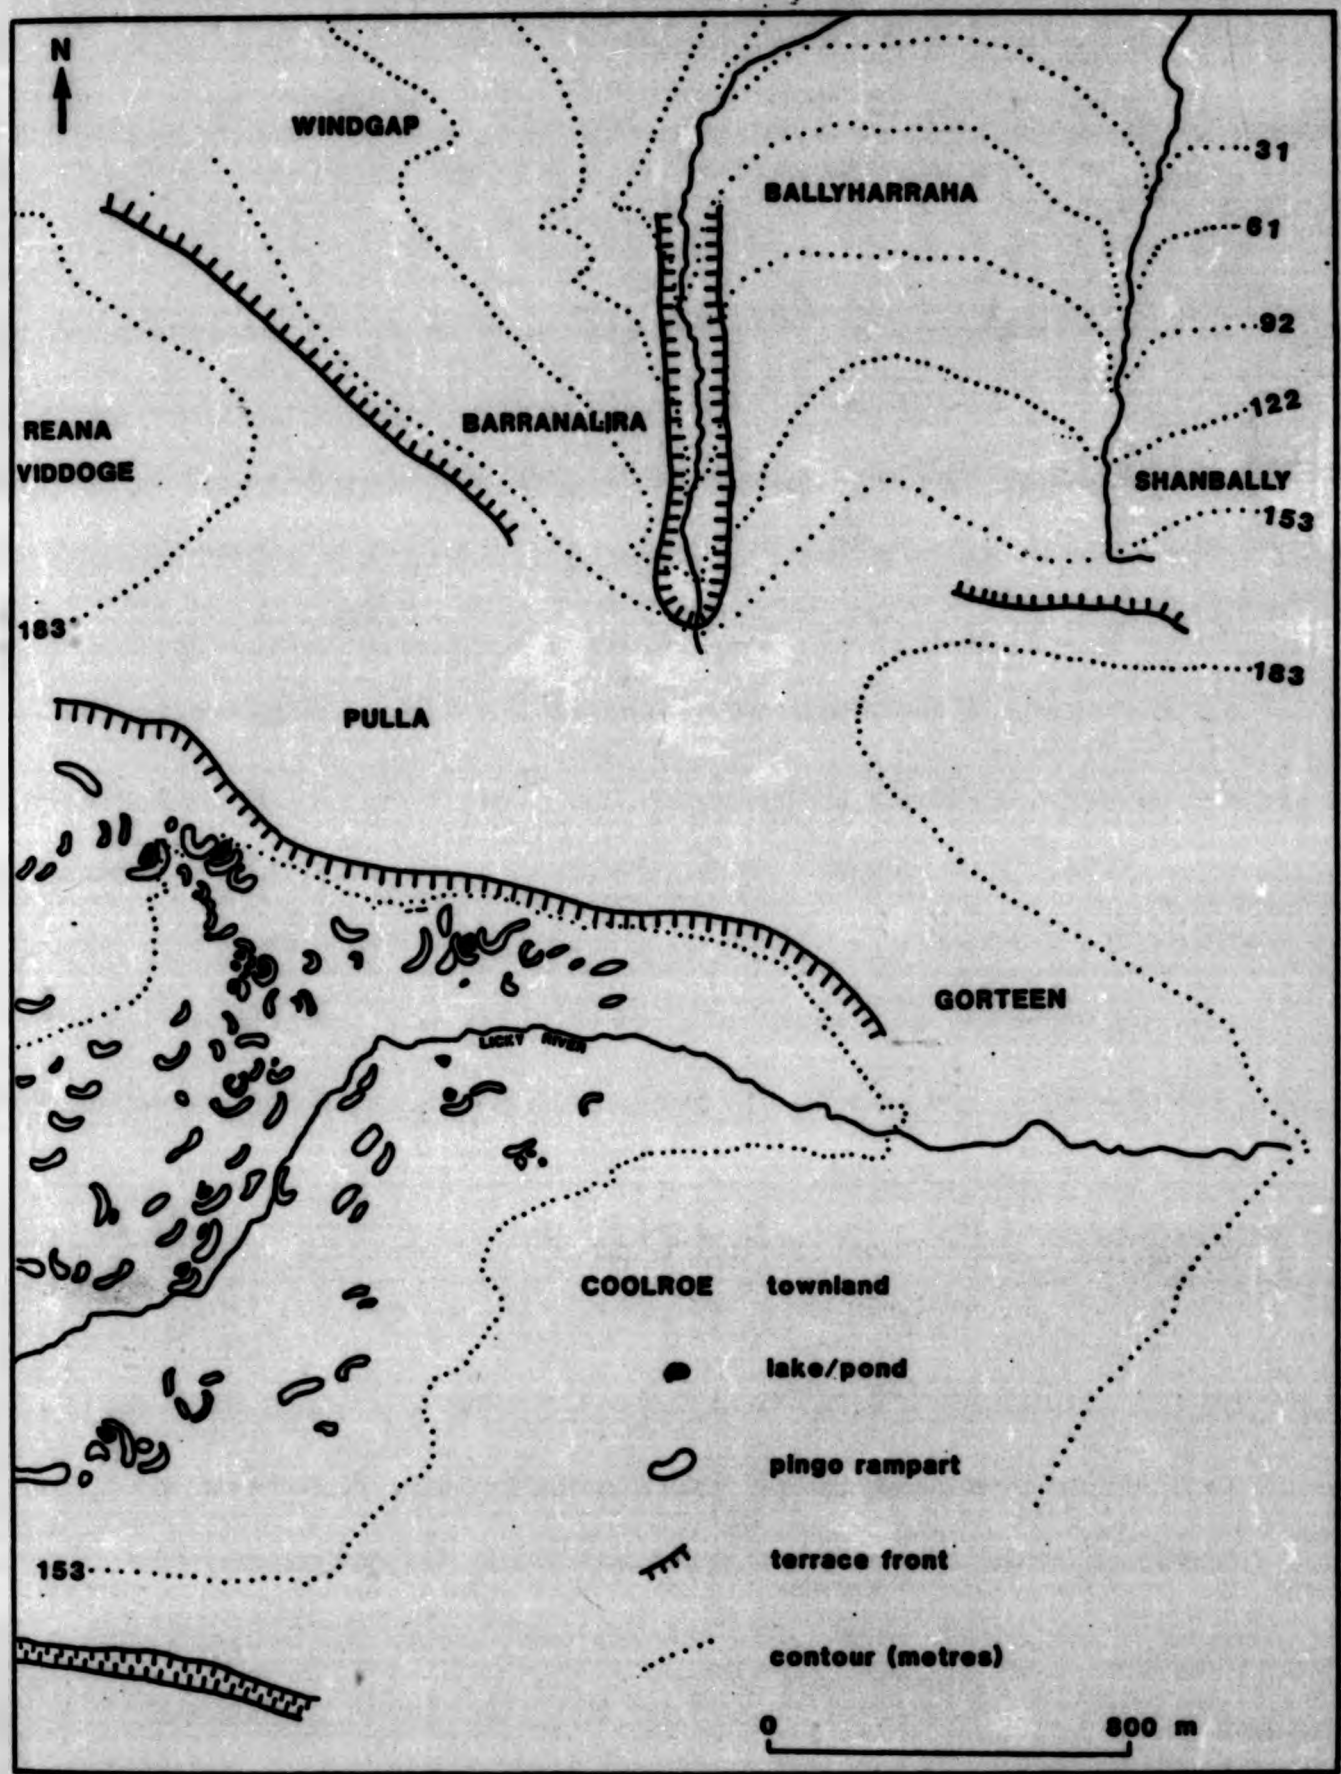 N
WINDGAP
31
BALLYHARRAHA
61
92
122
REANA
VIDDOGE
BARRANALIRA
SHANBALLY
153
183
183
PULLA
GORTEEN
LICKY RIVER
COOLROE townland
lake/pond
pingo rampart
153
terrace front
contour (metres)
0 800 m